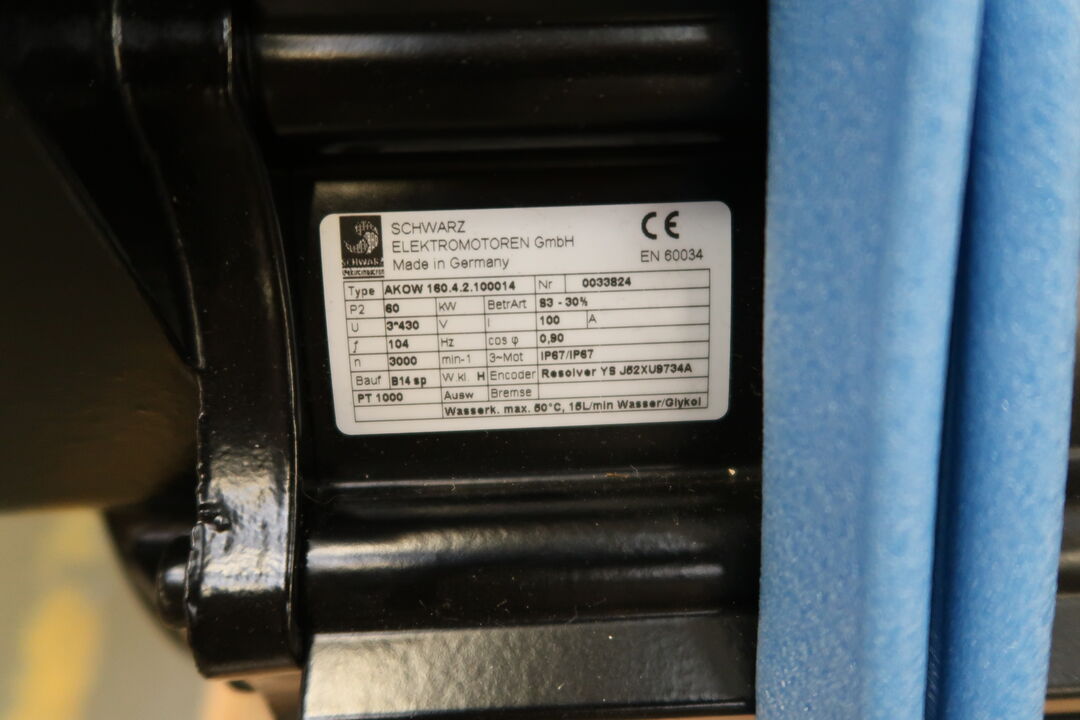 SCHWARZ
ELEKTROMOTOREN GmbH
Made in Germany
CE
EN 60034
SCHWARZ
Type AKOW 160.4.2.100014 Nr 0033824
P2 60 kW BetrArt S3 - 30%
U 3*430 V I 100 A
f 104 Hz cos φ 0,90
n 3000 min-1 3~Mot IP67/IP67
Bauf B14 sp W.kl. H Encoder Resolver YS J52XU9734A
PT 1000 Ausw Bremse
Wasserk. max. 50°C, 15L/min Wasser/Glykol